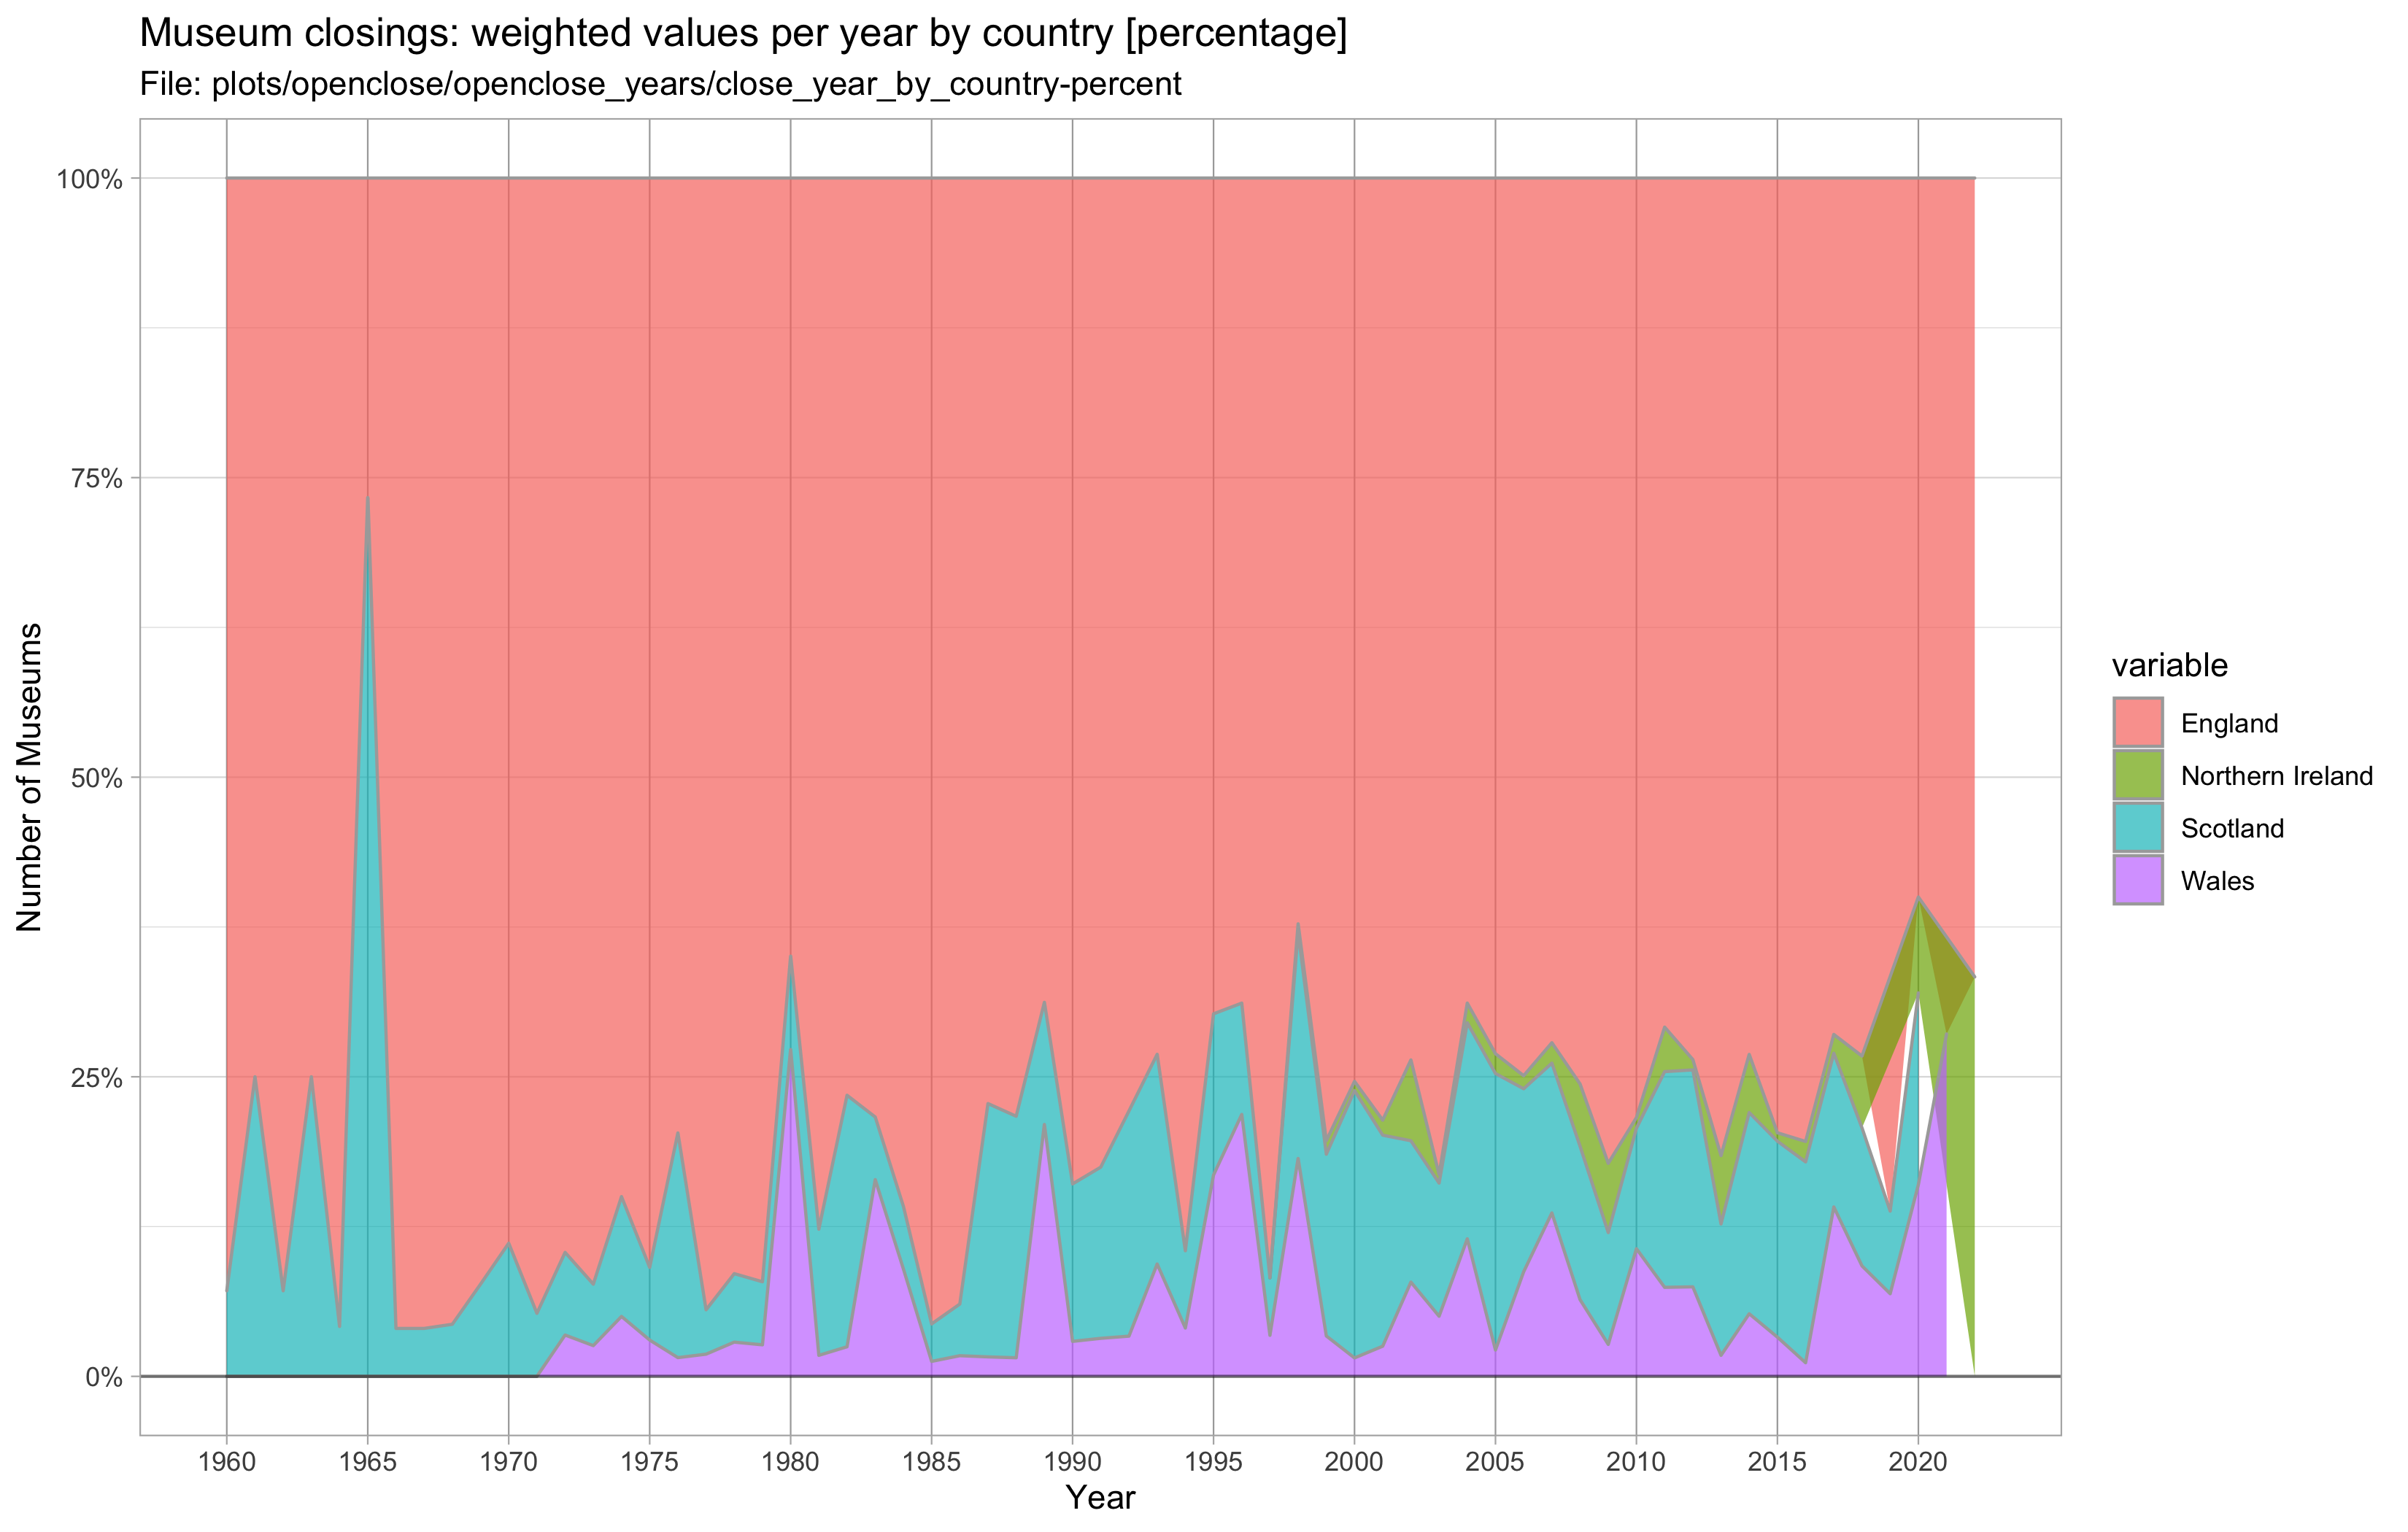 Museum closings: weighted values per year by country [percentage]
File: plots/openclose/openclose_years/close_year_by_country-percent
Number of Museums
100%
75%
50%
25%
0%
1960 1965 1970 1975 1980 1985 1990 1995 2000 2005 2010 2015 2020
Year
variable
England
Northern Ireland
Scotland
Wales